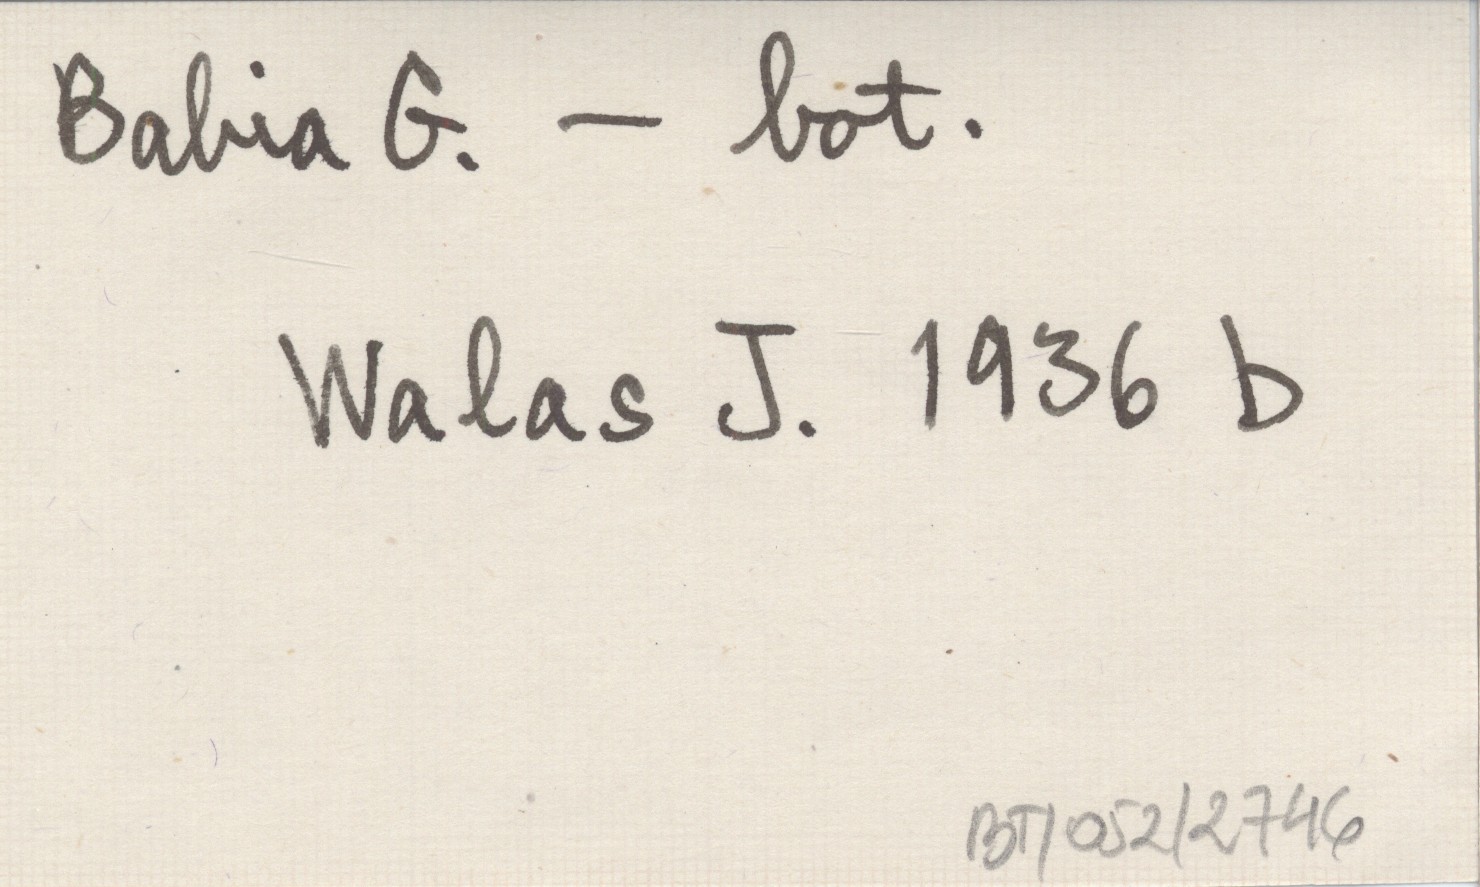 Babia G. — bot.
Walas J. 1936 b
BT/052/2746